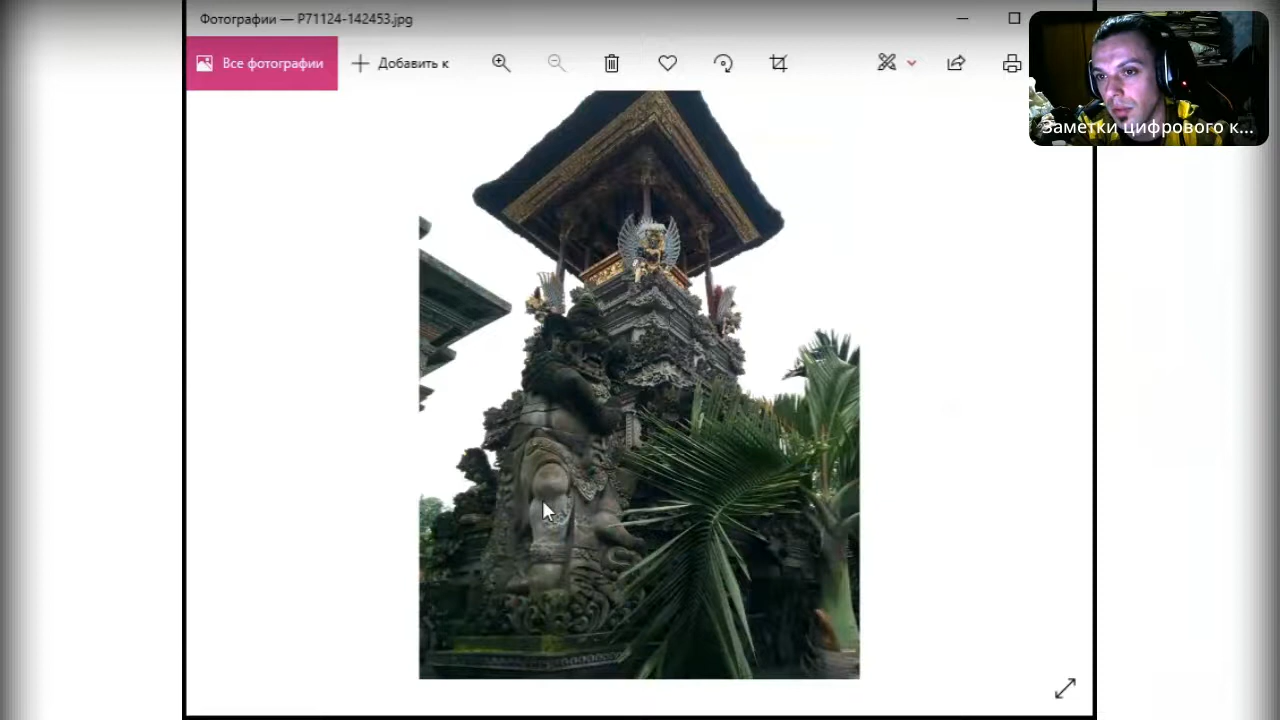 Фотографии — P71124-142453.jpg
Все фотографии
Добавить к
Заметки цифрового к...